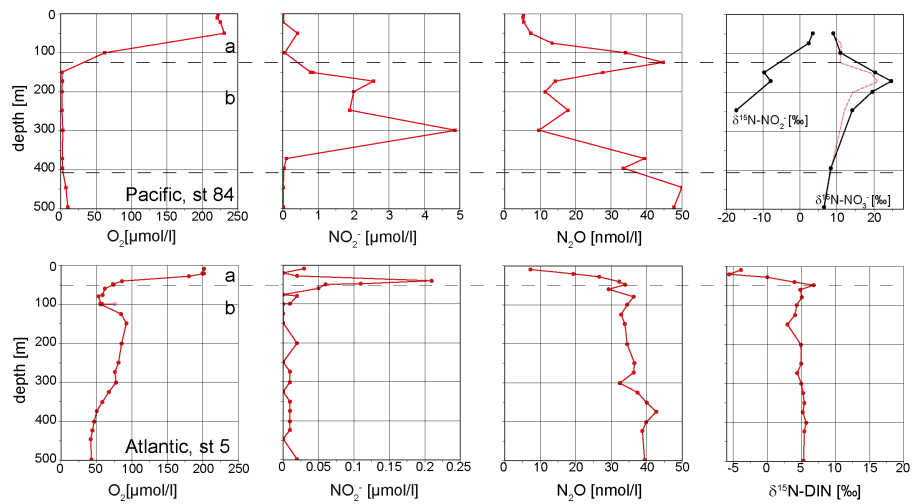 0
100
200
300
400
500
depth [m]
a
b
Pacific, st 84
0 50 100 150 200 250
O₂[µmol/l]
0 1 2 3 4 5
NO₂⁻ [µmol/l]
0 10 20 30 40 50
N₂O [nmol/l]
δ¹⁵N-NO₂⁻[‰]
δ¹⁵N-NO₃⁻[‰]
-20 -10 0 10 20
0
100
200
300
400
500
depth [m]
a
b
Atlantic, st 5
0 50 100 150 200 250
O₂[µmol/l]
0 0.05 0.1 0.15 0.2 0.25
NO₂⁻ [µmol/l]
0 10 20 30 40 50
N₂O [nmol/l]
-5 0 5 10 15 20
δ¹⁵N-DIN [‰]